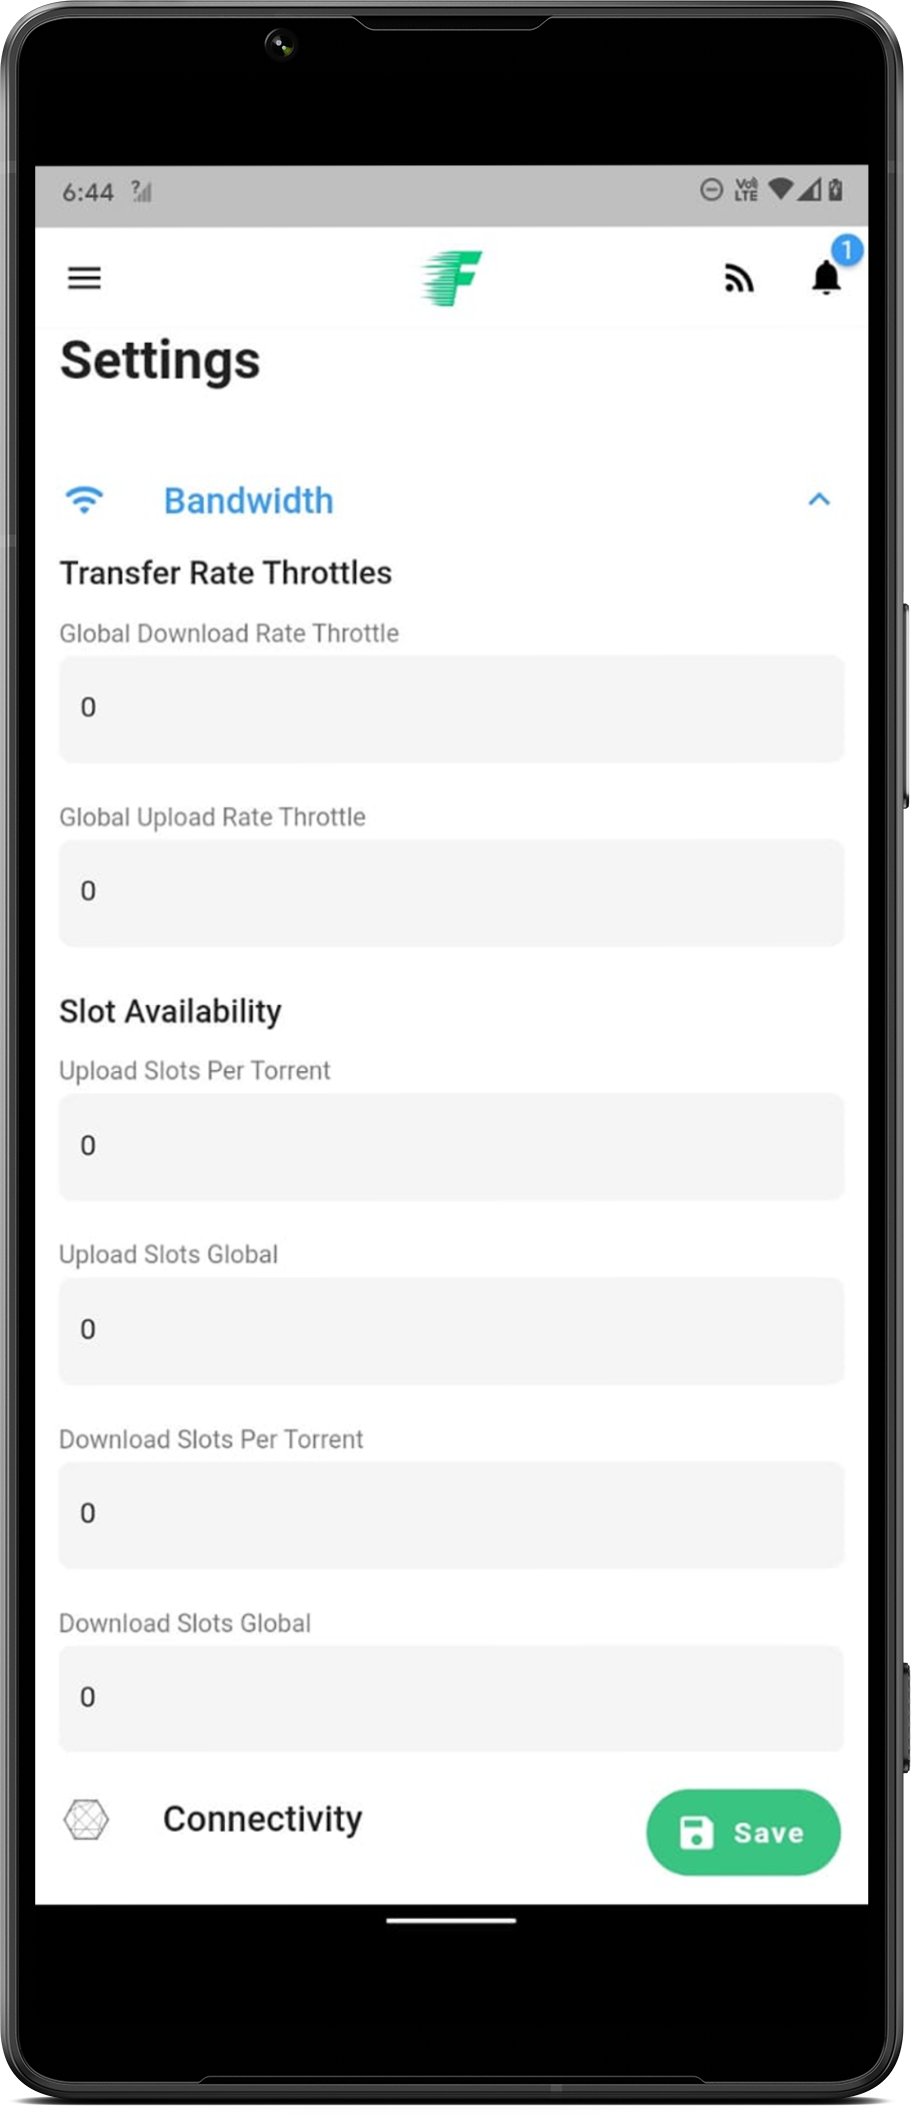 6:44 ?
Vo)) LTE
1
F
Settings
Bandwidth
Transfer Rate Throttles
Global Download Rate Throttle
0
Global Upload Rate Throttle
0
Slot Availability
Upload Slots Per Torrent
0
Upload Slots Global
0
Download Slots Per Torrent
0
Download Slots Global
0
Connectivity
Save